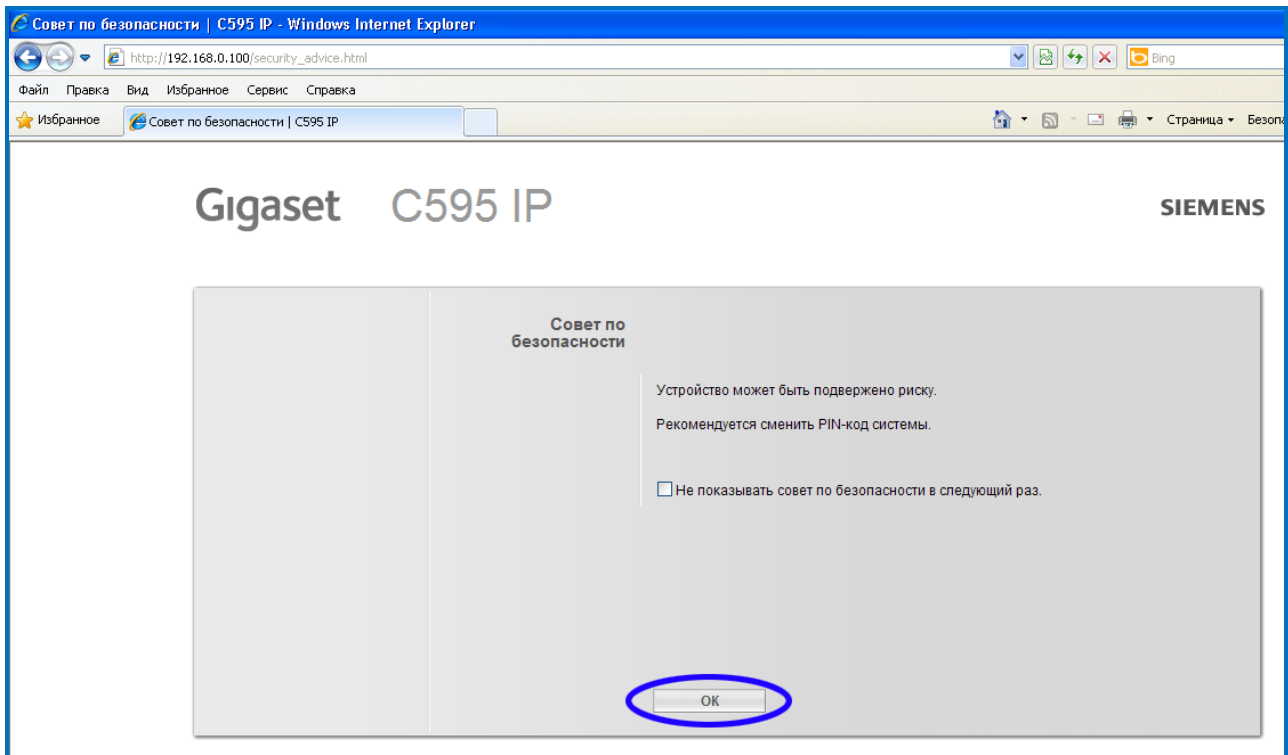 Совет по безопасности | C595 IP - Windows Internet Explorer
http://192.168.0.100/security_advice.html
Bing
Файл Правка Вид Избранное Сервис Справка
Избранное
Совет по безопасности | C595 IP
Страница
Gigaset C595 IP
SIEMENS
Совет по
безопасности
Устройство может быть подвержено риску.
Рекомендуется сменить PIN-код системы.
Не показывать совет по безопасности в следующий раз.
OK